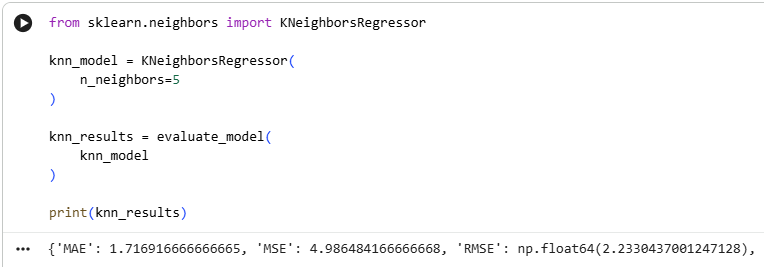 from sklearn.neighbors import KNeighborsRegressor
knn_model = KNeighborsRegressor(
    n_neighbors=5
)
knn_results = evaluate_model(
    knn_model
)
print(knn_results)
{'MAE': 1.716916666666665, 'MSE': 4.986484166666668, 'RMSE': np.float64(2.2330437001247128),